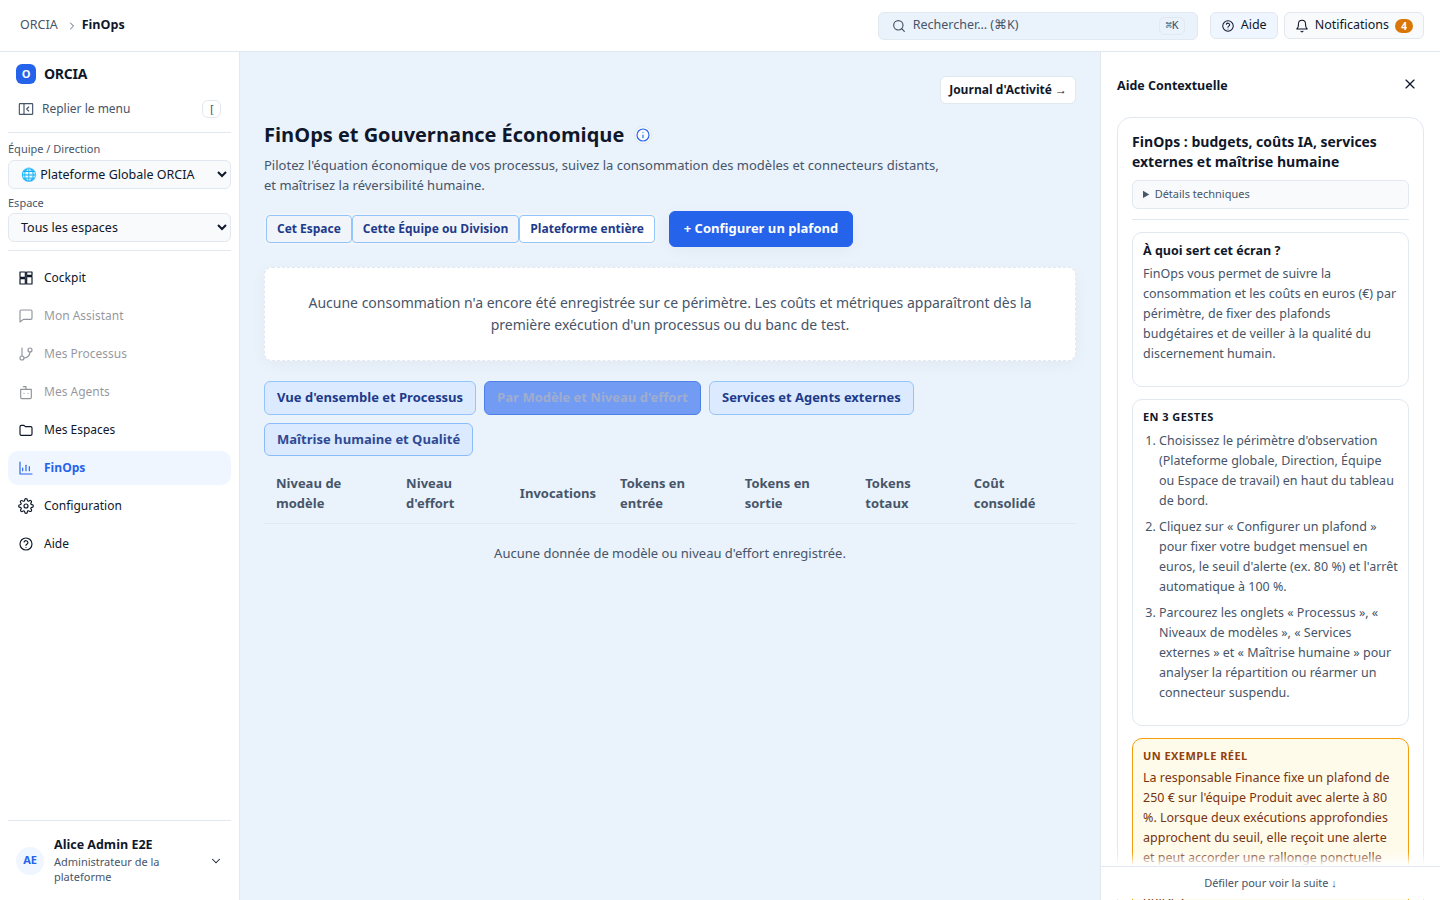 ORCIA > FinOps
Rechercher... (⌘K)
⌘K
Aide
Notifications 4
O ORCIA
Replier le menu [
Équipe / Direction
🌐 Plateforme Globale ORCIA
Espace
Tous les espaces
Cockpit
Mon Assistant
Mes Processus
Mes Agents
Mes Espaces
FinOps
Configuration
Aide
AE
Alice Admin E2E
Administrateur de la
plateforme
Journal d'Activité →
FinOps et Gouvernance Économique
Pilotez l'équation économique de vos processus, suivez la consommation des modèles et connecteurs distants,
et maîtrisez la réversibilité humaine.
Cet Espace
Cette Équipe ou Division
Plateforme entière
+ Configurer un plafond
Aucune consommation n'a encore été enregistrée sur ce périmètre. Les coûts et métriques apparaîtront dès la
première exécution d'un processus ou du banc de test.
Vue d'ensemble et Processus
Par Modèle et Niveau d'effort
Services et Agents externes
Maîtrise humaine et Qualité
Niveau de
modèle
Niveau
d'effort
Invocations
Tokens en
entrée
Tokens en
sortie
Tokens
totaux
Coût
consolidé
Aucune donnée de modèle ou niveau d'effort enregistrée.
Aide Contextuelle
FinOps : budgets, coûts IA, services
externes et maîtrise humaine
▶ Détails techniques
À quoi sert cet écran ?
FinOps vous permet de suivre la
consommation et les coûts en euros (€) par
périmètre, de fixer des plafonds
budgétaires et de veiller à la qualité du
discernement humain.
EN 3 GESTES
1. Choisissez le périmètre d'observation
(Plateforme globale, Direction, Équipe
ou Espace de travail) en haut du tableau
de bord.
2. Cliquez sur « Configurer un plafond »
pour fixer votre budget mensuel en
euros, le seuil d'alerte (ex. 80 %) et l'arrêt
automatique à 100 %.
3. Parcourez les onglets « Processus », «
Niveaux de modèles », « Services
externes » et « Maîtrise humaine » pour
analyser la répartition ou réarmer un
connecteur suspendu.
UN EXEMPLE RÉEL
La responsable Finance fixe un plafond de
250 € sur l'équipe Produit avec alerte à 80
%. Lorsque deux exécutions approfondies
approchent du seuil, elle reçoit une alerte
et peut accorder une rallonge ponctuelle
Défiler pour voir la suite ↓